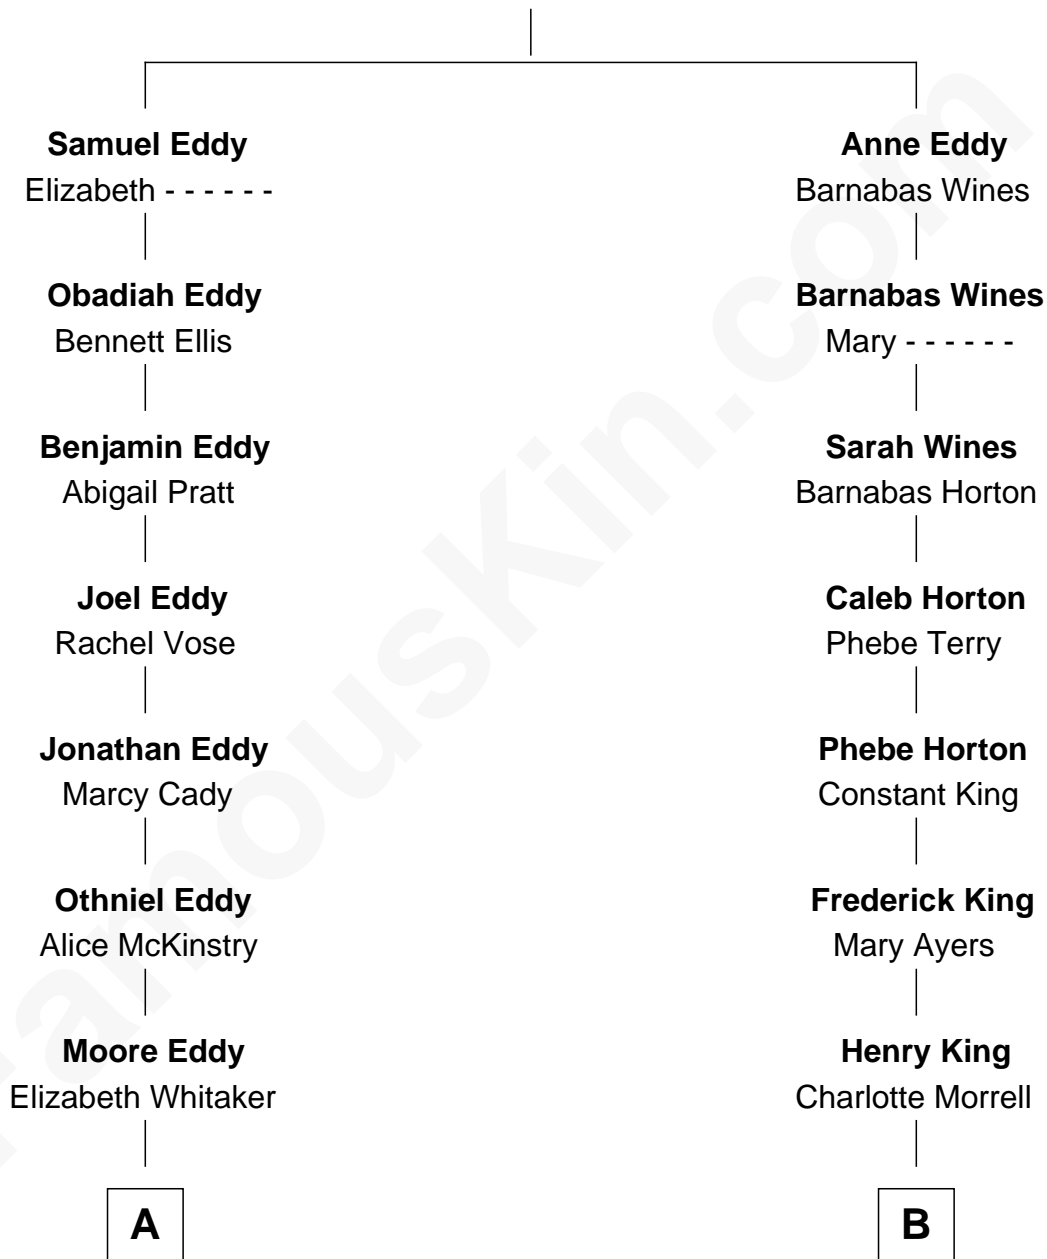 Samuel Eddy
Elizabeth - - - - - -
Anne Eddy
Barnabas Wines
Obadiah Eddy
Bennett Ellis
Barnabas Wines
Mary - - - - - -
Benjamin Eddy
Abigail Pratt
Sarah Wines
Barnabas Horton
Joel Eddy
Rachel Vose
Caleb Horton
Phebe Terry
Jonathan Eddy
Marcy Cady
Phebe Horton
Constant King
Othniel Eddy
Alice McKinstry
Frederick King
Mary Ayers
Moore Eddy
Elizabeth Whitaker
Henry King
Charlotte Morrell
A
B
FamousKin.com